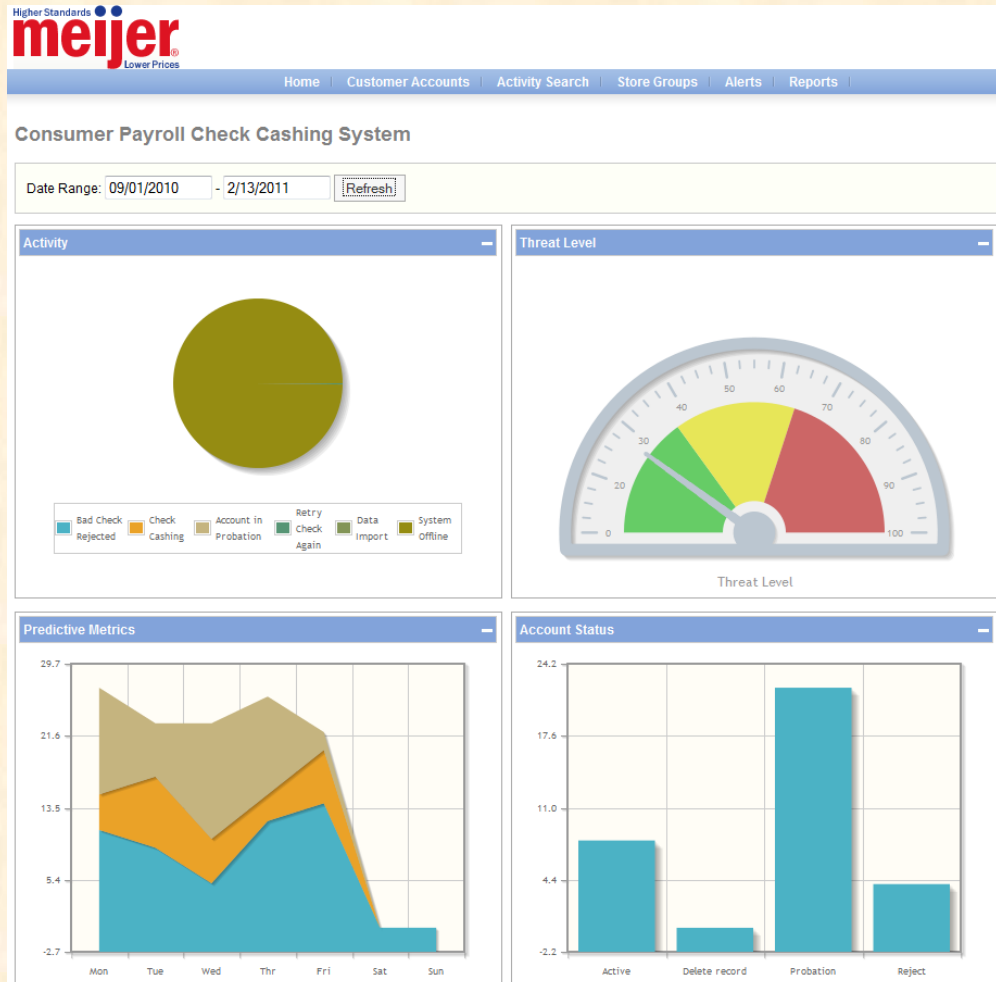 Higher Standards
meijer®
Lower Prices
Home | Customer Accounts | Activity Search | Store Groups | Alerts | Reports |
Consumer Payroll Check Cashing System
Date Range: 09/01/2010 - 2/13/2011 Refresh
Activity
Bad Check Rejected
Check Cashing
Account in Probation
Retry Check Again
Data Import
System Offline
Threat Level
0
20
30
40
50
60
70
80
90
100
Threat Level
Predictive Metrics
29.7
21.6
13.5
5.4
-2.7
Mon Tue Wed Thr Fri Sat Sun
Account Status
24.2
17.6
11.0
4.4
-2.2
Active Delete record Probation Reject